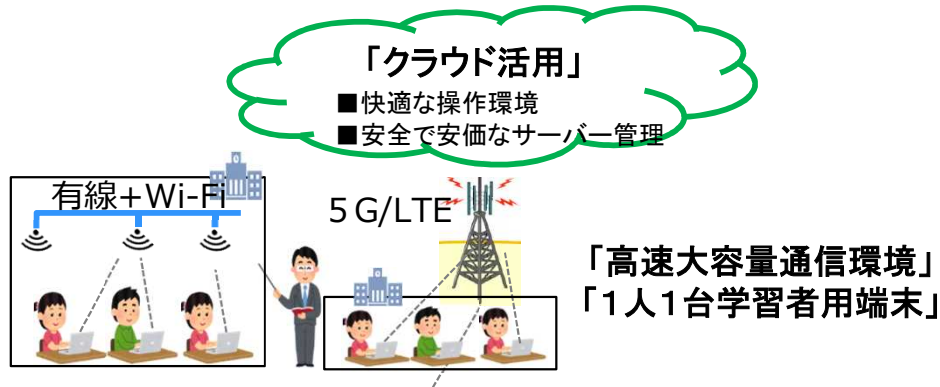 「クラウド活用」
■快適な操作環境
■安全で安価なサーバー管理
有線+Wi-Fi
5G/LTE
「高速大容量通信環境」
「1人1台学習者用端末」